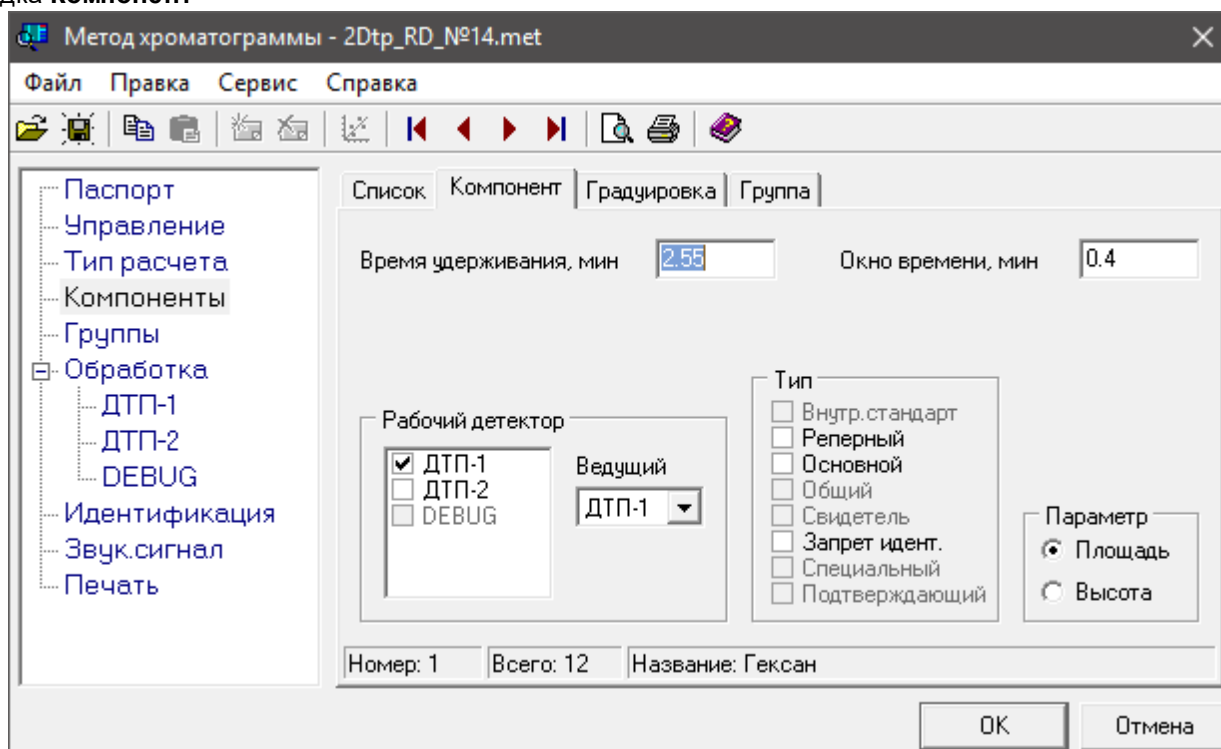 компонент
Метод хроматограммы - 2Dtp_RD_№14.met
Файл Правка Сервис Справка
Паспорт
Управление
Тип расчета
Компоненты
Группы
Обработка
ДТП-1
ДТП-2
DEBUG
Идентификация
Звук.сигнал
Печать
Список Компонент Градуировка Группа
Время удерживания, мин 2.55 Окно времени, мин 0.4
Рабочий детектор
ДТП-1
ДТП-2
DEBUG
Ведущий
ДТП-1
Тип
Внутр.стандарт
Реперный
Основной
Общий
Свидетель
Запрет идент.
Специальный
Подтверждающий
Параметр
Площадь
Высота
Номер: 1 Всего: 12 Название: Гексан
OK Отмена